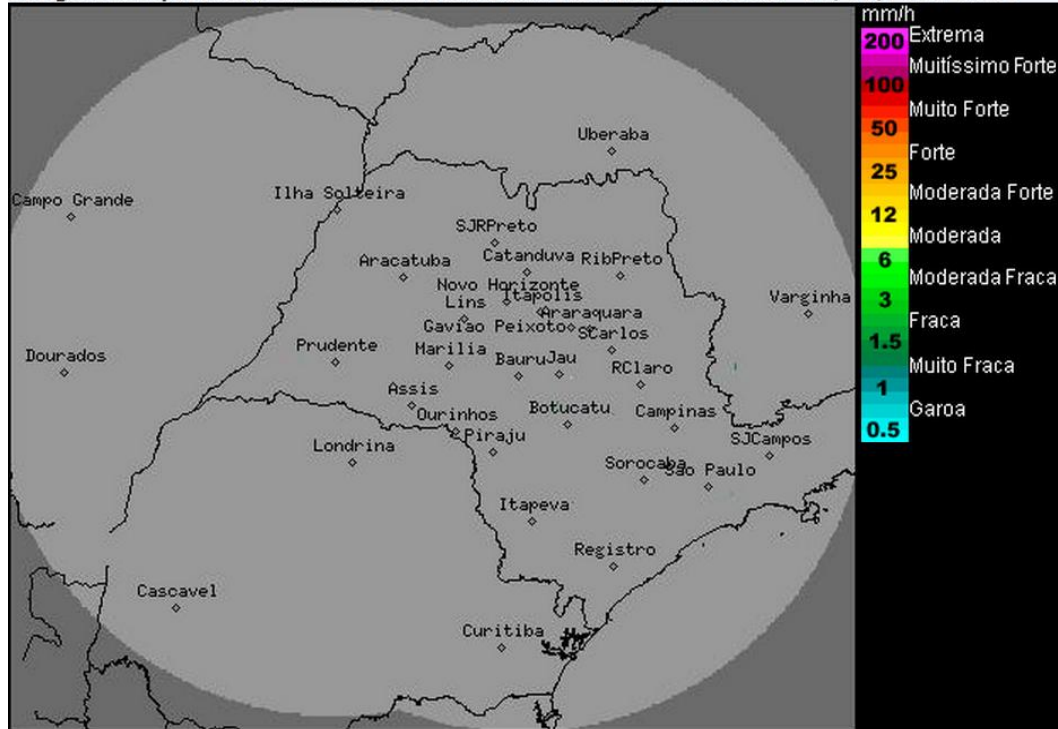 mm/h
200 Extrema
Muitíssimo Forte
100
Muito Forte
50
Forte
25
Moderada Forte
12
Moderada
6
Moderada Fraca
3
Fraca
1.5
Muito Fraca
1
Garoa
0.5
Uberaba
Campo Grande
Ilha Solteira
SJRPreto
Aracatuba
Catanduva
RibPreto
Novo Horizonte
Itapolis
Lins
Araraquara
Varginha
Gaviao Peixoto
SCarlos
Dourados
Prudente
Marilia
Bauru
Jau
RClaro
Assis
Ourinhos
Botucatu
Campinas
Piraju
Londrina
SJCampos
Sorocaba
Sao Paulo
Itapeva
Registro
Cascavel
Curitiba